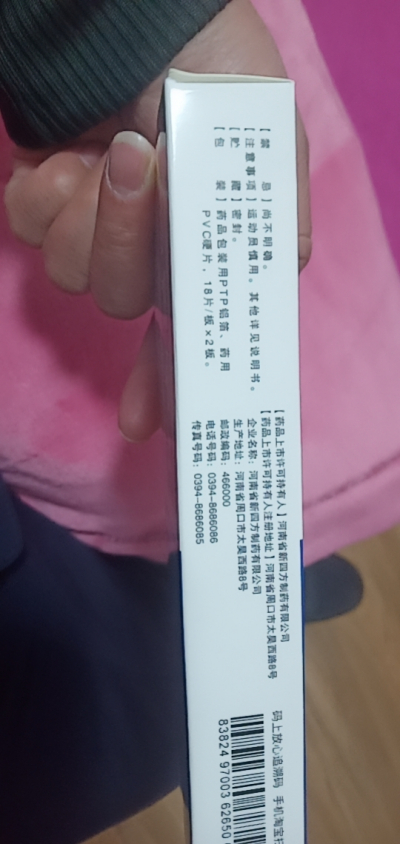 【禁　　忌】尚不明确。
【注意事项】运动员慎用。其他详见说明书。
【贮　　藏】密封。
【包　　装】药品包装用PTP铝箔、药用
PVC硬片，18片/板×2板。
【药品上市许可持有人】河南省新四方制药有限公司
【药品上市许可持有人注册地址】河南省周口市太昊西路8号
企业名称：河南省新四方制药有限公司
生产地址：河南省周口市太昊西路8号
邮政编码：466000
电话号码：0394-8686086
传真号码：0394-8686085
码上放心追溯码 手机淘宝扫
83824 97003 62650